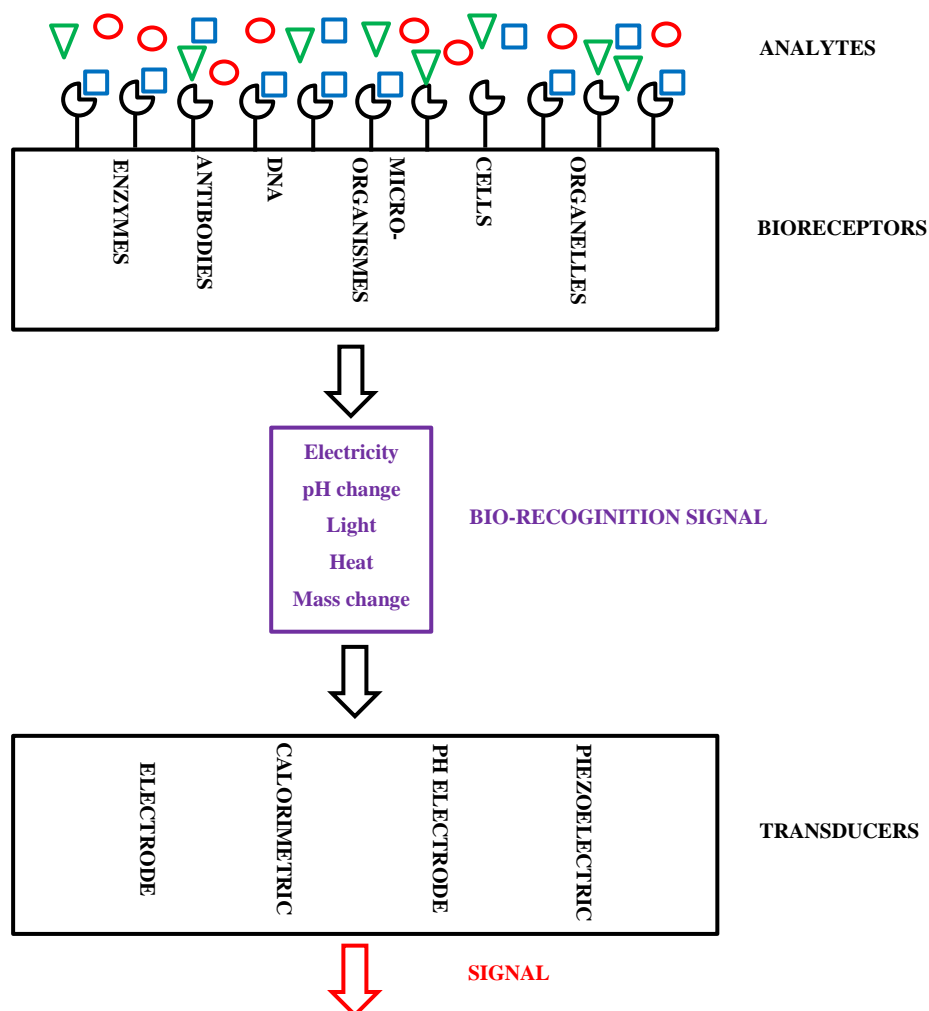 ANALYTES
ENZYMES
ANTIBODIES
DNA
MICRO-
ORGANISMES
CELLS
ORGANELLES
BIORECEPTORS
Electricity
pH change
Light
Heat
Mass change
BIO-RECOGINITION SIGNAL
ELECTRODE
CALORIMETRIC
PH ELECTRODE
PIEZOELECTRIC
TRANSDUCERS
SIGNAL